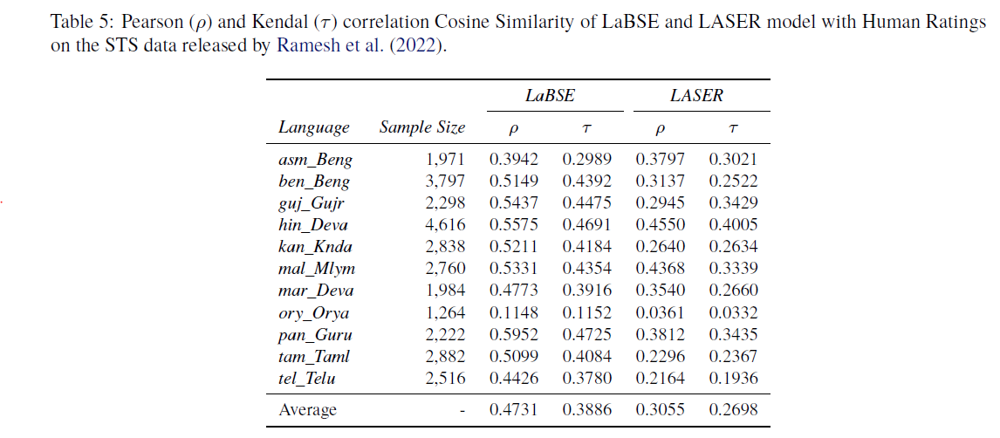 Table 5: Pearson (ρ) and Kendal (τ) correlation Cosine Similarity of LaBSE and LASER model with Human Ratings
on the STS data released by Ramesh et al. (2022).
LaBSE LASER
Language Sample Size ρ τ ρ τ
asm_Beng 1,971 0.3942 0.2989 0.3797 0.3021
ben_Beng 3,797 0.5149 0.4392 0.3137 0.2522
guj_Gujr 2,298 0.5437 0.4475 0.2945 0.3429
hin_Deva 4,616 0.5575 0.4691 0.4550 0.4005
kan_Knda 2,838 0.5211 0.4184 0.2640 0.2634
mal_Mlym 2,760 0.5331 0.4354 0.4368 0.3339
mar_Deva 1,984 0.4773 0.3916 0.3540 0.2660
ory_Orya 1,264 0.1148 0.1152 0.0361 0.0332
pan_Guru 2,222 0.5952 0.4725 0.3812 0.3435
tam_Taml 2,882 0.5099 0.4084 0.2296 0.2367
tel_Telu 2,516 0.4426 0.3780 0.2164 0.1936
Average - 0.4731 0.3886 0.3055 0.2698